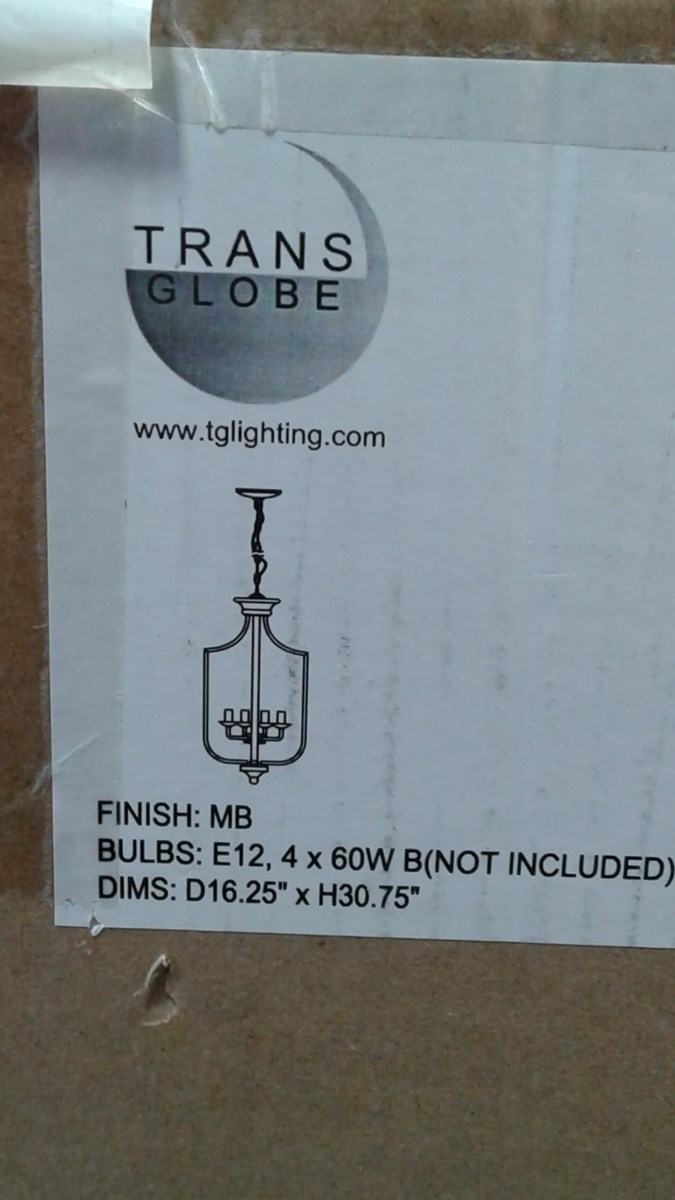 TRANS
GLOBE
www.tglighting.com
FINISH: MB
BULBS: E12, 4 x 60W B(NOT INCLUDED)
DIMS: D16.25" x H30.75"